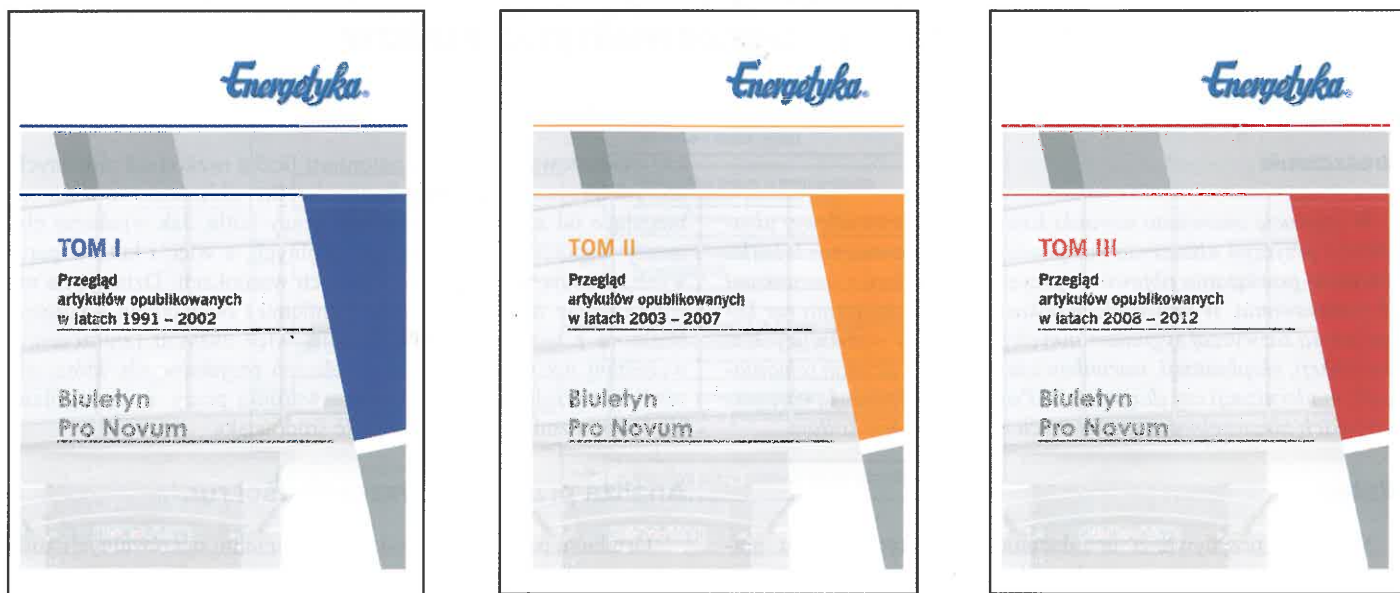 Energetyka®
TOM I
Przegląd
artykułów opublikowanych
w latach 1991 – 2002
Biuletyn
Pro Novum
Energetyka®
TOM II
Przegląd
artykułów opublikowanych
w latach 2003 – 2007
Biuletyn
Pro Novum
Energetyka®
TOM III
Przegląd
artykułów opublikowanych
w latach 2008 – 2012
Biuletyn
Pro Novum